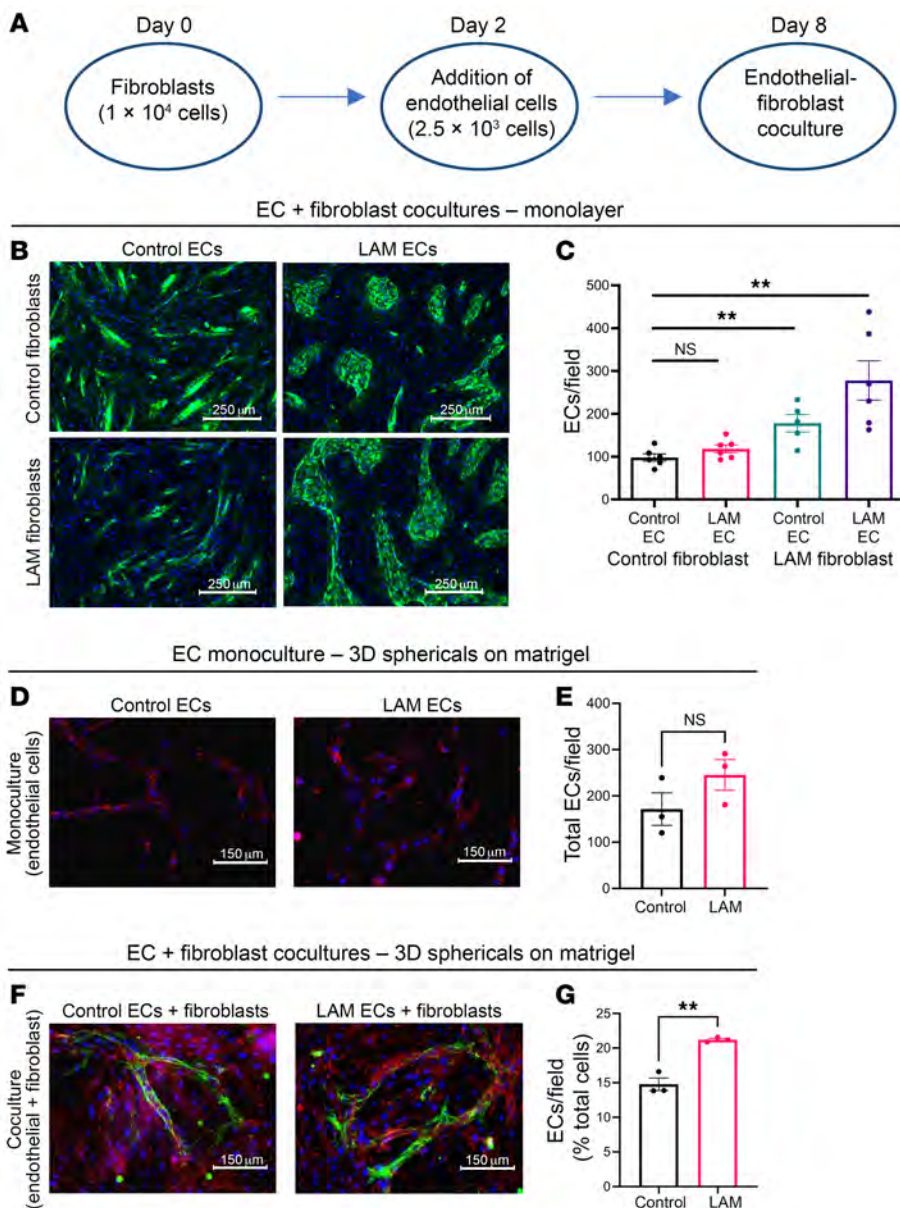 A
Day 0
Day 2
Day 8
Fibroblasts
(1 × 10⁴ cells)
Addition of
endothelial cells
(2.5 × 10³ cells)
Endothelial-
fibroblast
coculture
EC + fibroblast cocultures – monolayer
B
Control ECs
LAM ECs
Control fibroblasts
250 μm
250 μm
LAM fibroblasts
250 μm
250 μm
C
ECs/field
500
400
300
200
100
0
**
**
NS
Control
EC
LAM
EC
Control
EC
LAM
EC
Control fibroblast
LAM fibroblast
EC monoculture – 3D sphericals on matrigel
D
Control ECs
LAM ECs
Monoculture
(endothelial cells)
150 μm
150 μm
E
Total ECs/field
400
300
200
100
0
NS
Control
LAM
EC + fibroblast cocultures – 3D sphericals on matrigel
F
Control ECs + fibroblasts
LAM ECs + fibroblasts
Coculture
(endothelial + fibroblast)
150 μm
150 μm
G
ECs/field
(% total cells)
25
20
15
10
5
0
**
Control
LAM